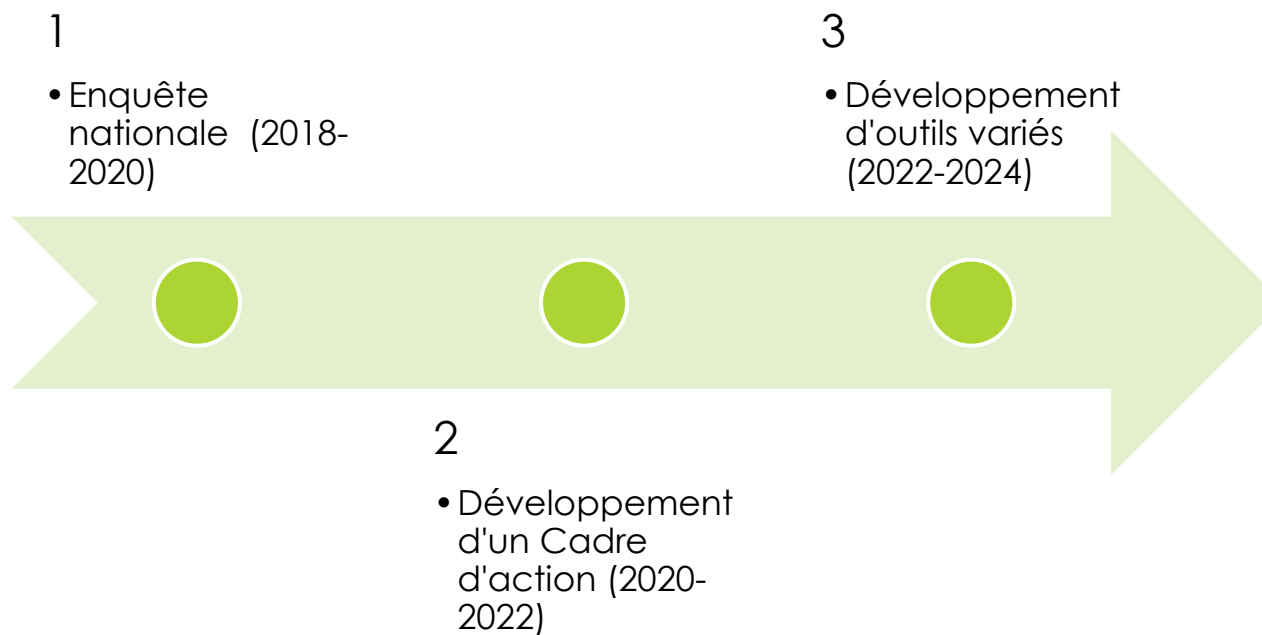 1
• Enquête
nationale (2018-
2020)
2
• Développement
d'un Cadre
d'action (2020-
2022)
3
• Développement
d'outils variés
(2022-2024)